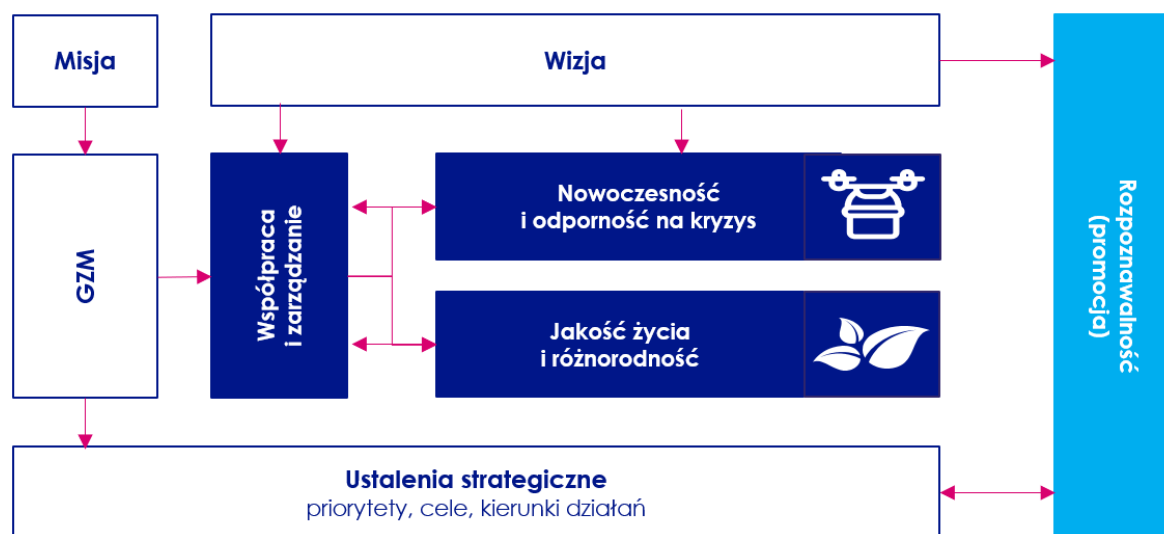 Misja
Wizja
GZM
Współpraca
i zarządzanie
Nowoczesność
i odporność na kryzys
Jakość życia
i różnorodność
Rozpoznawalność
(promocja)
Ustalenia strategiczne
priorytety, cele, kierunki działań